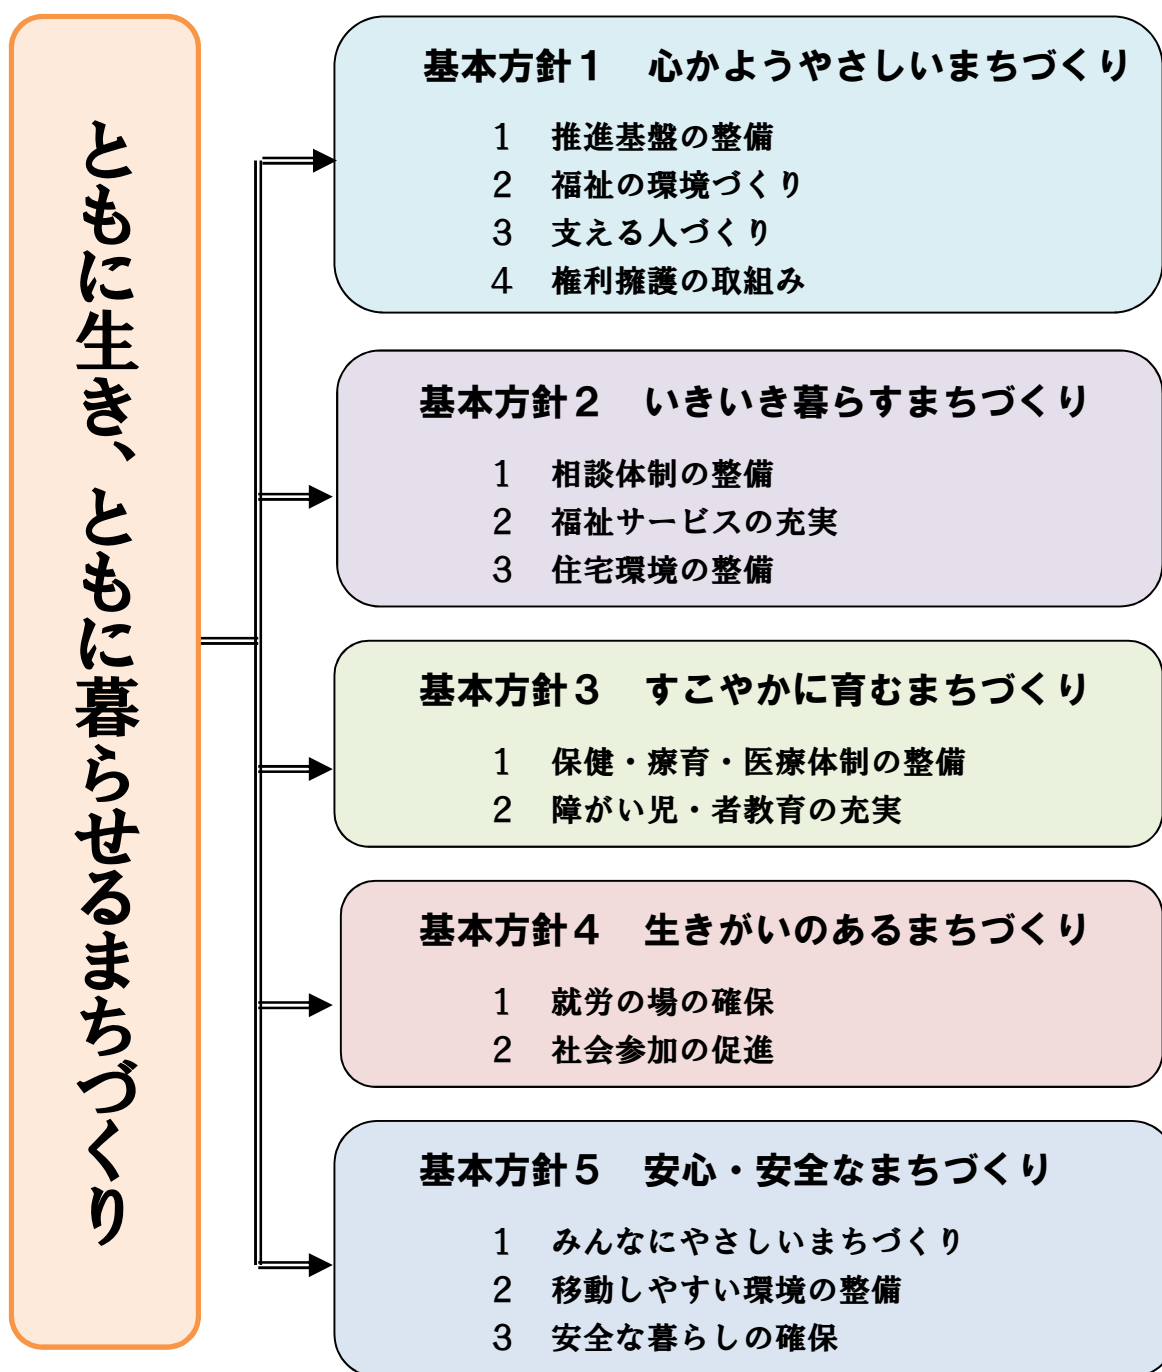 ともに生き、ともに暮らせるまちづくり
基本方針１　心かようやさしいまちづくり
１　推進基盤の整備
２　福祉の環境づくり
３　支える人づくり
４　権利擁護の取組み
基本方針２　いきいき暮らすまちづくり
１　相談体制の整備
２　福祉サービスの充実
３　住宅環境の整備
基本方針３　すこやかに育むまちづくり
１　保健・療育・医療体制の整備
２　障がい児・者教育の充実
基本方針４　生きがいのあるまちづくり
１　就労の場の確保
２　社会参加の促進
基本方針５　安心・安全なまちづくり
１　みんなにやさしいまちづくり
２　移動しやすい環境の整備
３　安全な暮らしの確保